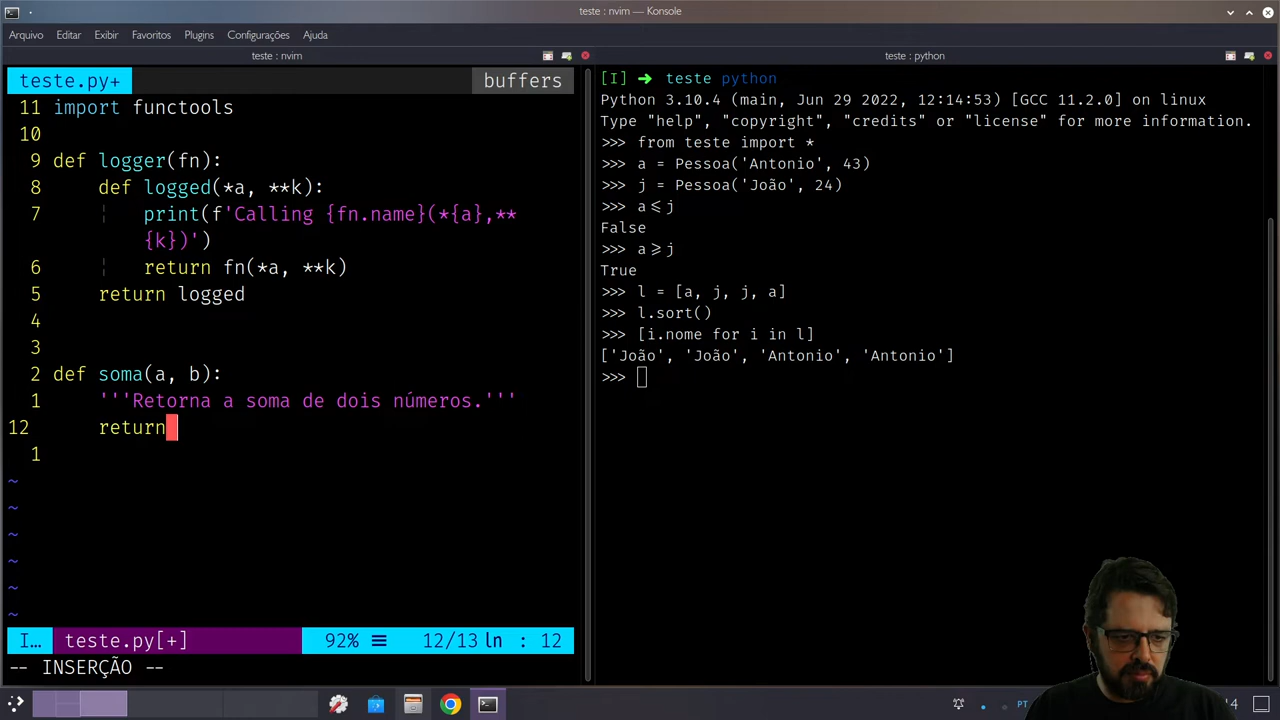 teste : nvim — Konsole
Arquivo Editar Exibir Favoritos Plugins Configurações Ajuda
teste : nvim
teste.py+ buffers
11 import functools
10
9 def logger(fn):
8 def logged(*a, **k):
7 print(f'Calling {fn.name}(*{a},**
{k})')
6 return fn(*a, **k)
5 return logged
4
3
2 def soma(a, b):
1 '''Retorna a soma de dois números.'''
12 return
1
~
~
~
~
~
~
I… teste.py[+] 92% ≡ 12/13 ln : 12
-- INSERÇÃO --
teste : python
[I] ➜ teste python
Python 3.10.4 (main, Jun 29 2022, 12:14:53) [GCC 11.2.0] on linux
Type "help", "copyright", "credits" or "license" for more information.
>>> from teste import *
>>> a = Pessoa('Antonio', 43)
>>> j = Pessoa('João', 24)
>>> a<=j
False
>>> a>=j
True
>>> l = [a, j, j, a]
>>> l.sort()
>>> [i.nome for i in l]
['João', 'João', 'Antonio', 'Antonio']
>>>
PT